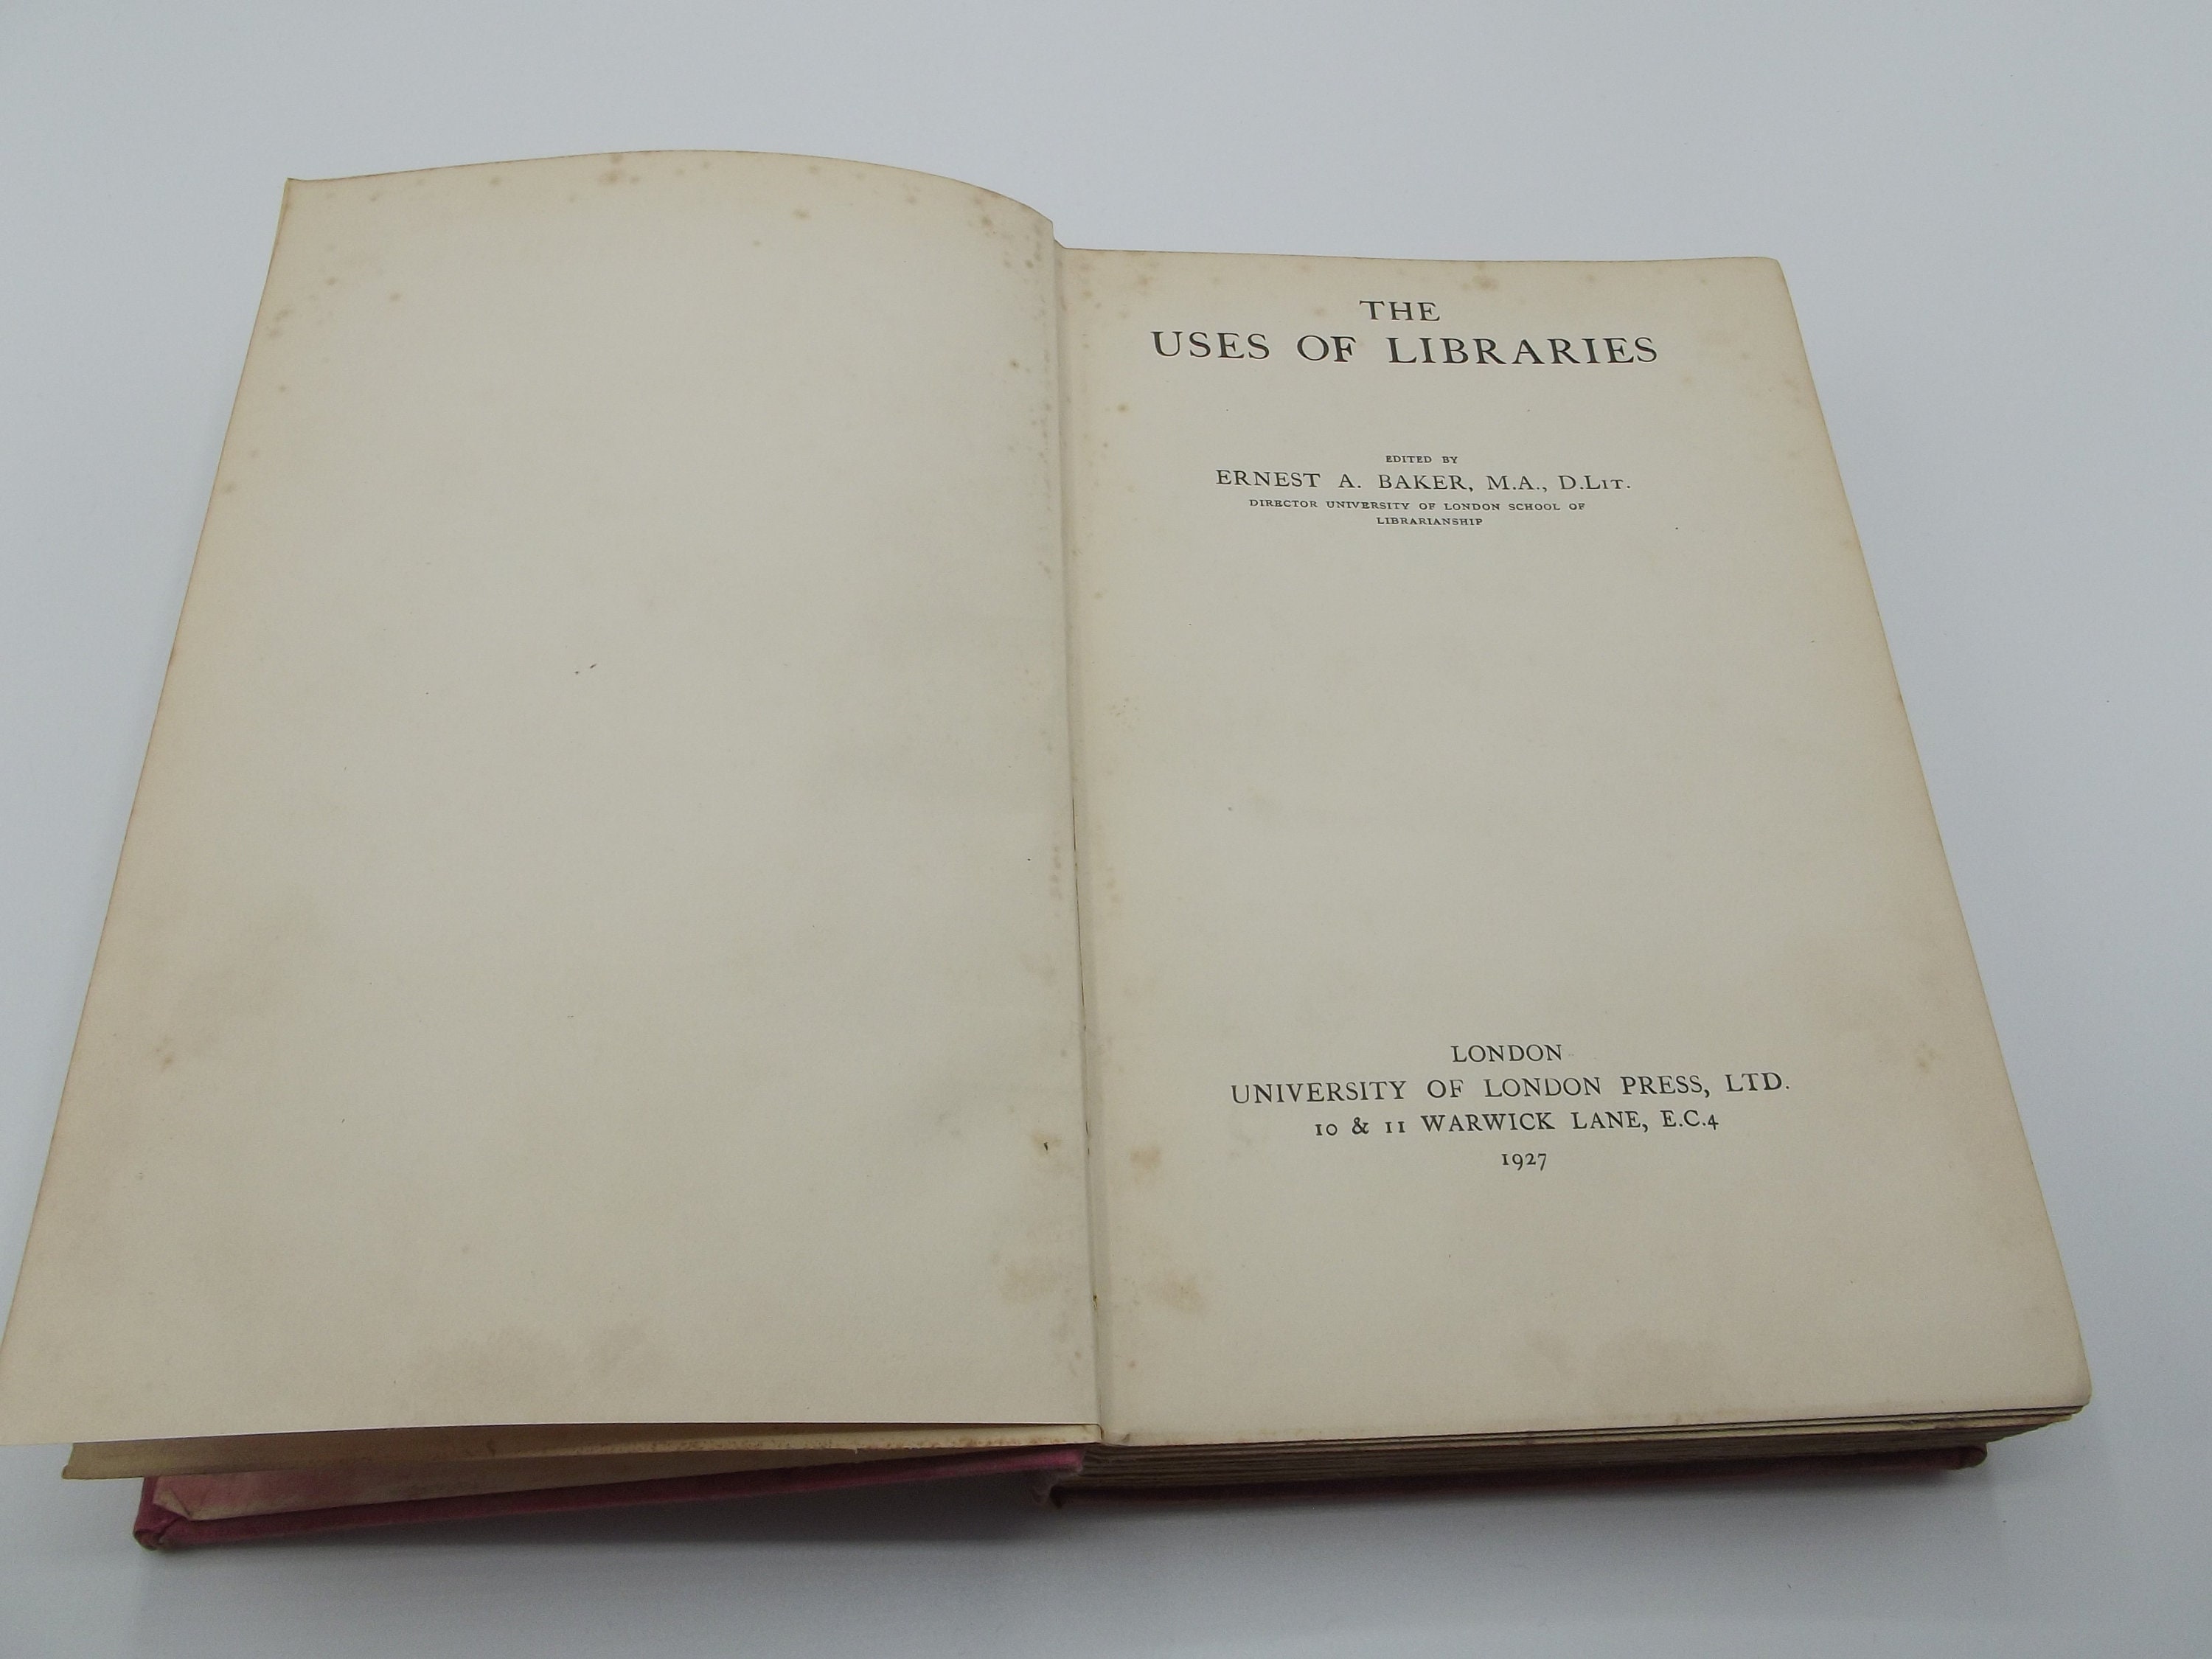 THE
USES OF LIBRARIES
EDITED BY
ERNEST A. BAKER, M.A., D.LIT.
DIRECTOR UNIVERSITY OF LONDON SCHOOL OF
LIBRARIANSHIP
LONDON
UNIVERSITY OF LONDON PRESS, LTD.
10 & 11 WARWICK LANE, E.C.4
1927